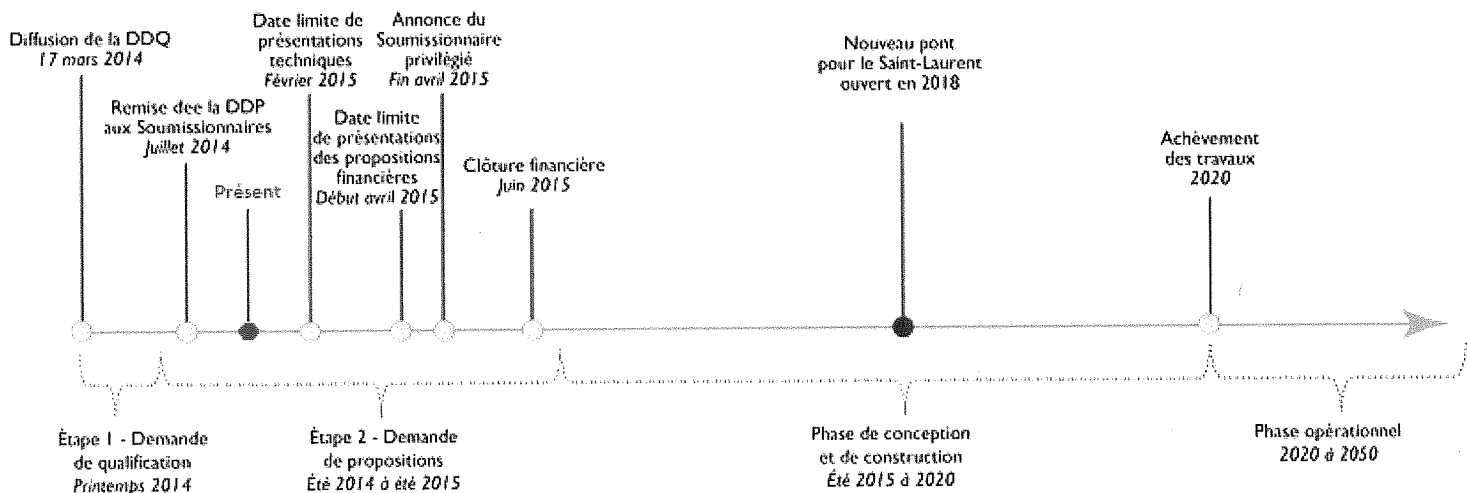 Diffusion de la DDQ
17 mars 2014
Remise dee la DDP
aux Soumissionnaires
Juillet 2014
Présent
Date limite de
présentations
techniques
Février 2015
Date limite
de présentations
des propositions
financières
Début avril 2015
Annonce du
Soumissionnaire
privilégié
Fin avril 2015
Clôture financière
Juin 2015
Nouveau pont
pour le Saint-Laurent
ouvert en 2018
Achèvement
des travaux
2020
Étape 1 - Demande
de qualification
Printemps 2014
Étape 2 - Demande
de propositions
Été 2014 à été 2015
Phase de conception
et de construction
Été 2015 à 2020
Phase opérationnel
2020 à 2050